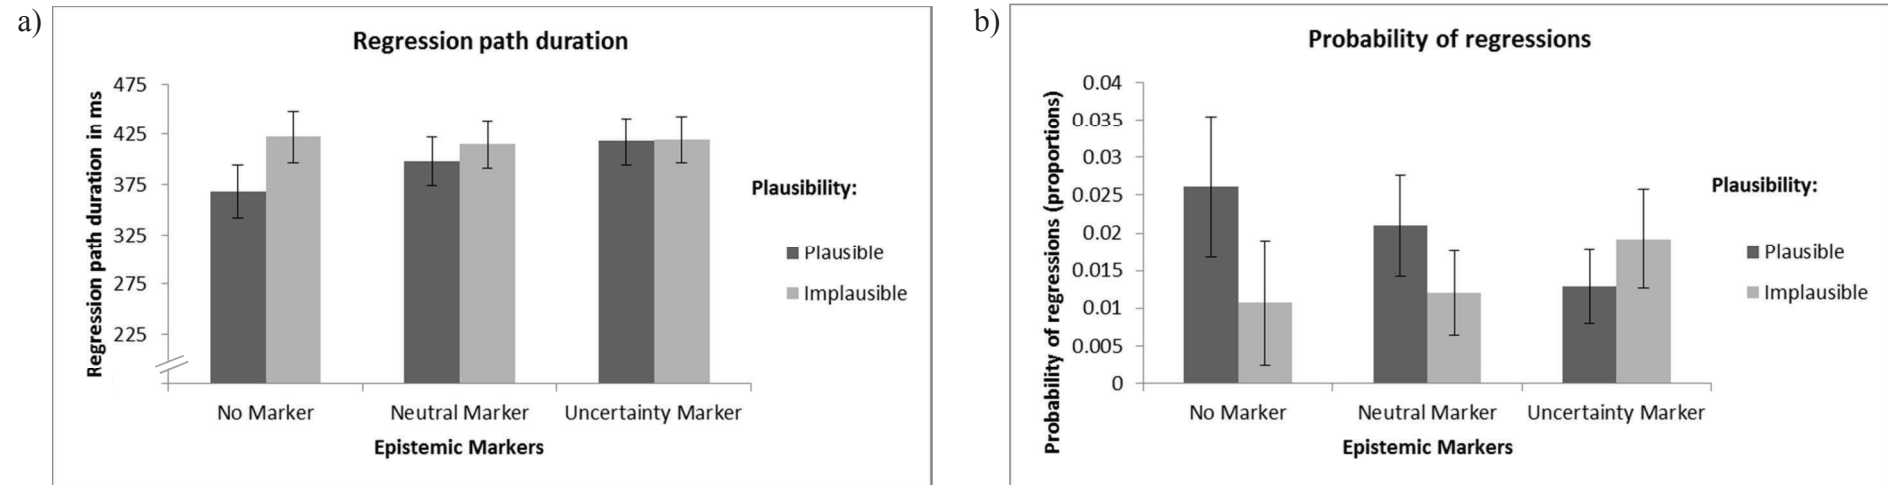 a)
Regression path duration
Regression path duration in ms
475
425
375
325
275
225
No Marker
Neutral Marker
Uncertainty Marker
Epistemic Markers
Plausibility:
Plausible
Implausible
b)
Probability of regressions
Probability of regressions (proportions)
0.04
0.035
0.03
0.025
0.02
0.015
0.01
0.005
0
No Marker
Neutral Marker
Uncertainty Marker
Epistemic Markers
Plausibility:
Plausible
Implausible